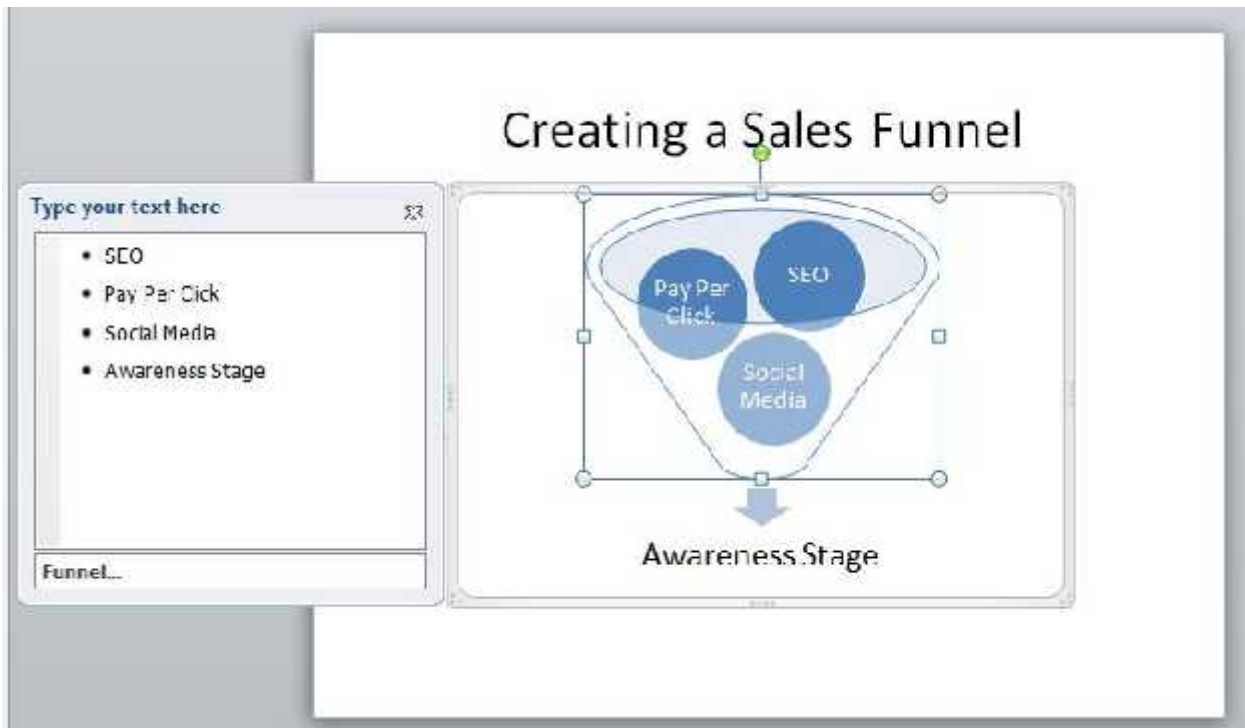 Creating a Sales Funnel
Type your text here
• SEO
• Pay Per Click
• Social Media
• Awareness Stage
Funnel...
Pay Per
Click
SEO
Social
Media
Awareness Stage